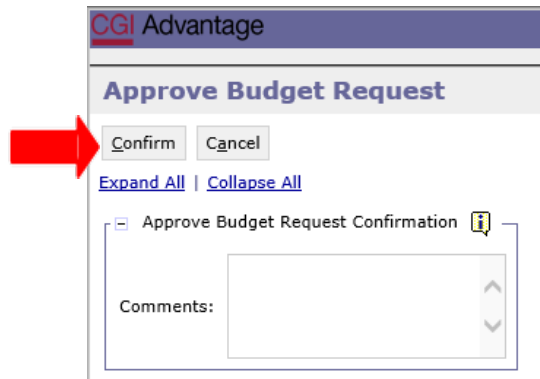 CGI Advantage
Approve Budget Request
Confirm Cancel
Expand All | Collapse All
Approve Budget Request Confirmation i
Comments: